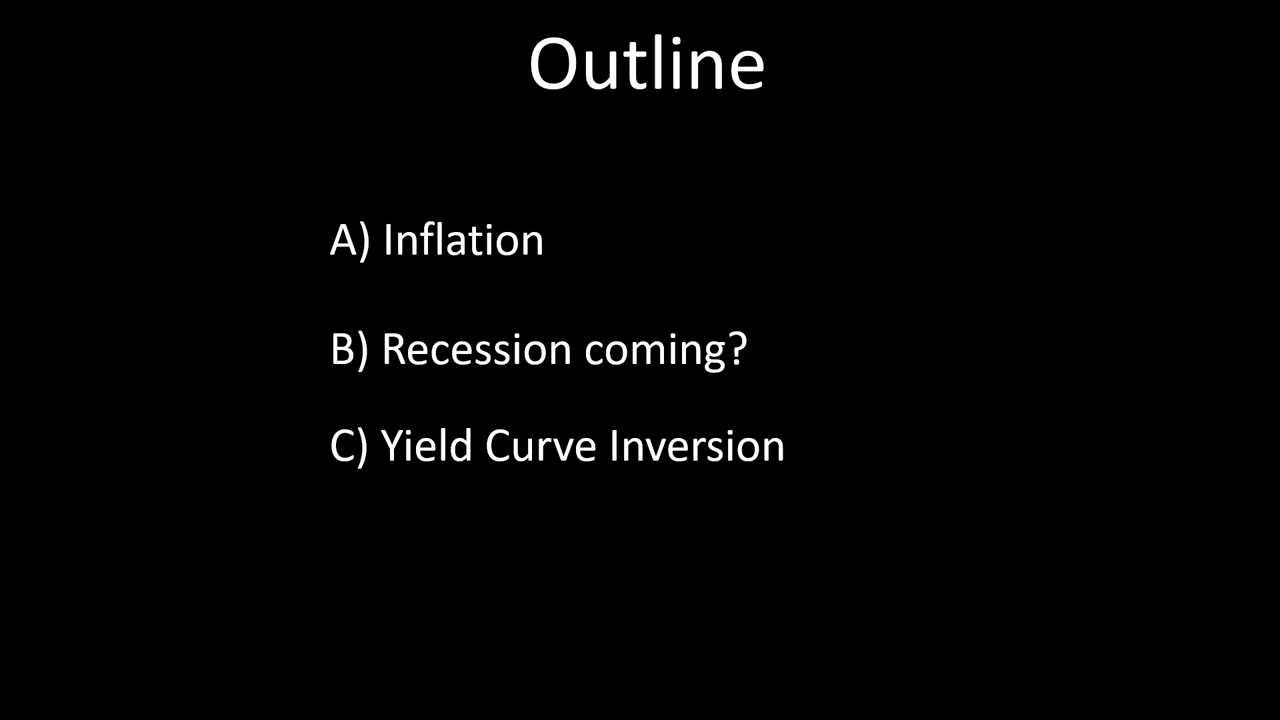 Outline
A) Inflation
B) Recession coming?
C) Yield Curve Inversion